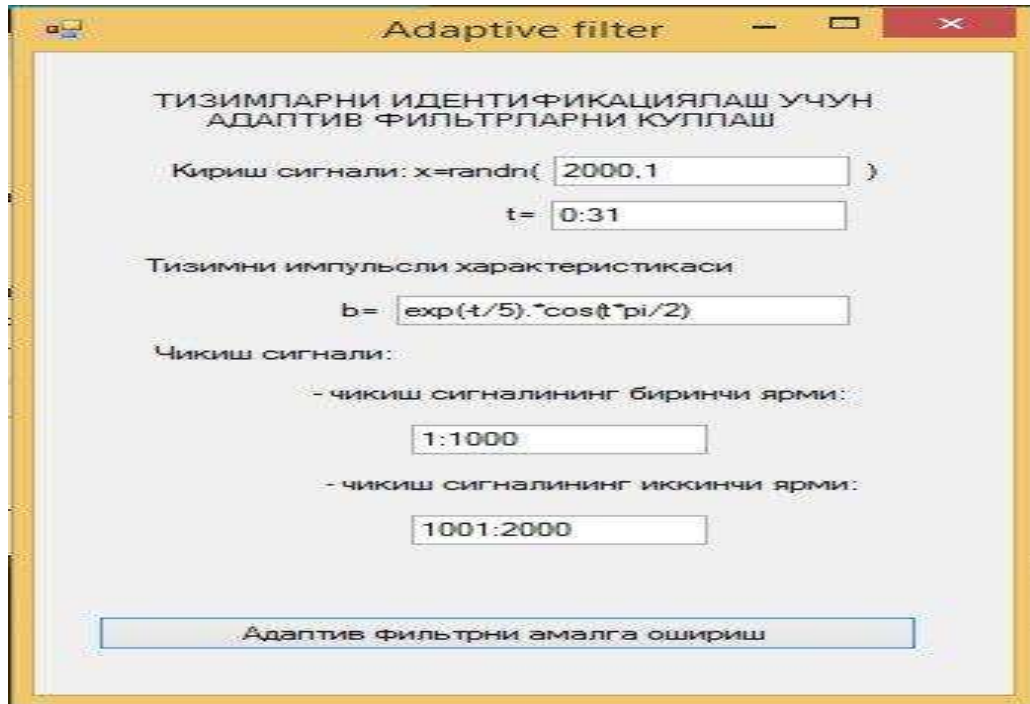 Adaptive filter
ТИЗИМЛАРНИ ИДЕНТИФИКАЦИЯЛАШ УЧУН
АДАПТИВ ФИЛЬТРЛАРНИ КУЛЛАШ
Кириш сигнали: x=randn( 2000,1 )
t= 0:31
Тизимни импульсли характеристикаси
b= exp(-t/5).*cos(t*pi/2)
Чикиш сигнали:
- чикиш сигналининг биринчи ярми:
1:1000
- чикиш сигналининг иккинчи ярми:
1001:2000
Адаптив фильтрни амалга ошириш